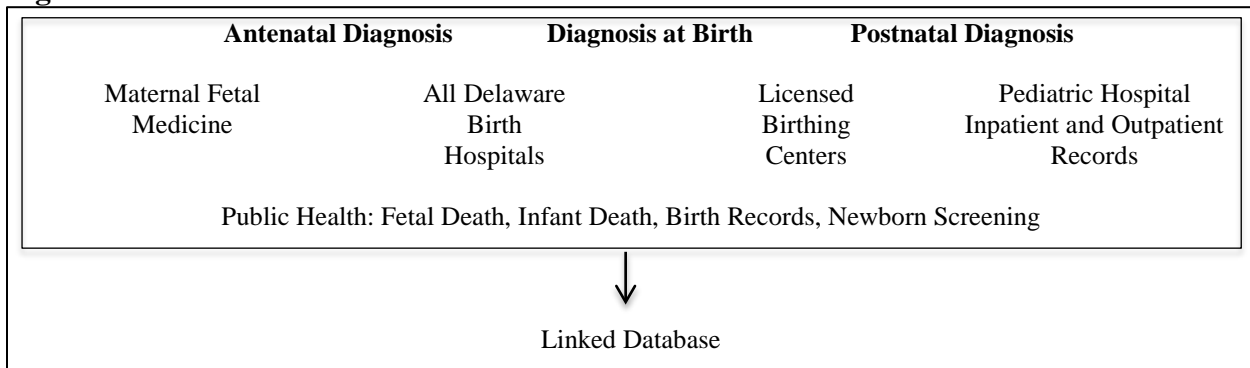 Antenatal Diagnosis Diagnosis at Birth Postnatal Diagnosis
Maternal Fetal
Medicine
All Delaware
Birth
Hospitals
Licensed
Birthing
Centers
Pediatric Hospital
Inpatient and Outpatient
Records
Public Health: Fetal Death, Infant Death, Birth Records, Newborn Screening
Linked Database